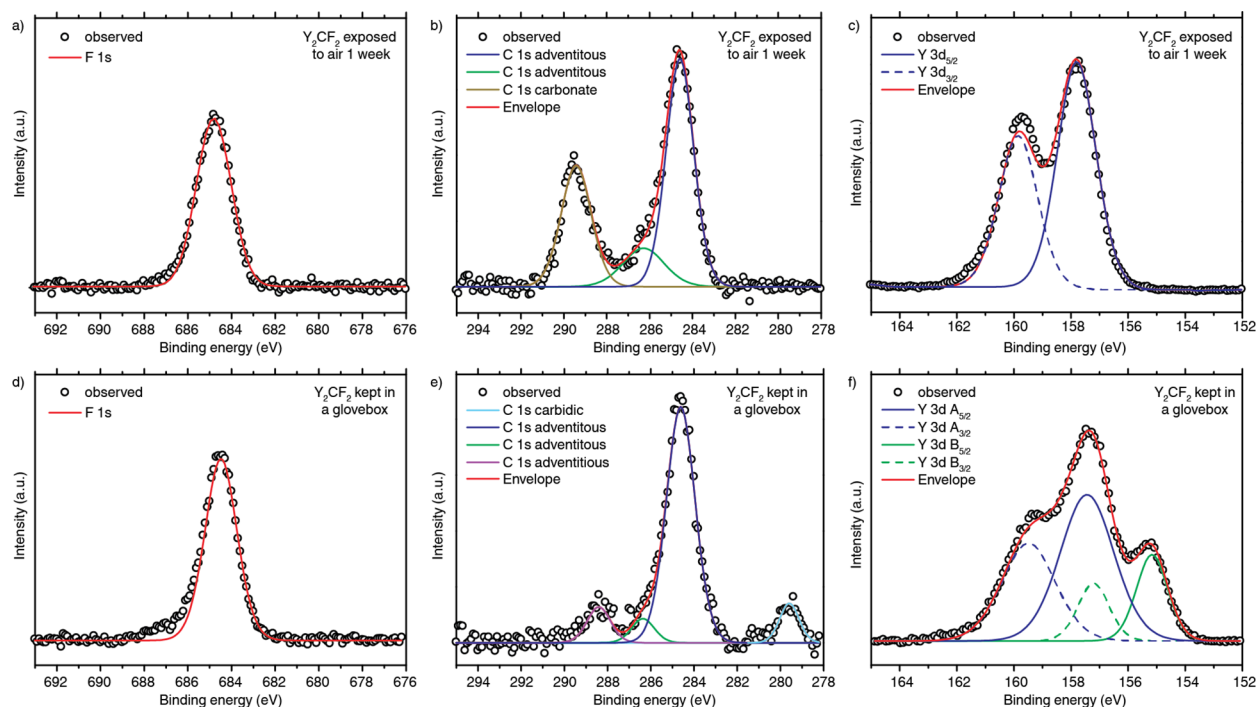 a)
observed
F 1s
Y₂CF₂ exposed
to air 1 week
Intensity (a.u.)
692 690 688 686 684 682 680 678 676
Binding energy (eV)
b)
observed
C 1s adventitous
C 1s adventitous
C 1s carbonate
Envelope
Y₂CF₂ exposed
to air 1 week
Intensity (a.u.)
294 292 290 288 286 284 282 280 278
Binding energy (eV)
c)
observed
Y 3d₅/₂
Y 3d₃/₂
Envelope
Y₂CF₂ exposed
to air 1 week
Intensity (a.u.)
164 162 160 158 156 154 152
Binding energy (eV)
d)
observed
F 1s
Y₂CF₂ kept in
a glovebox
Intensity (a.u.)
692 690 688 686 684 682 680 678 676
Binding energy (eV)
e)
observed
C 1s carbidic
C 1s adventitous
C 1s adventitous
C 1s adventitious
Envelope
Y₂CF₂ kept in
a glovebox
Intensity (a.u.)
294 292 290 288 286 284 282 280 278
Binding energy (eV)
f)
observed
Y 3d A₅/₂
Y 3d A₃/₂
Y 3d B₅/₂
Y 3d B₃/₂
Envelope
Y₂CF₂ kept in
a glovebox
Intensity (a.u.)
164 162 160 158 156 154 152
Binding energy (eV)